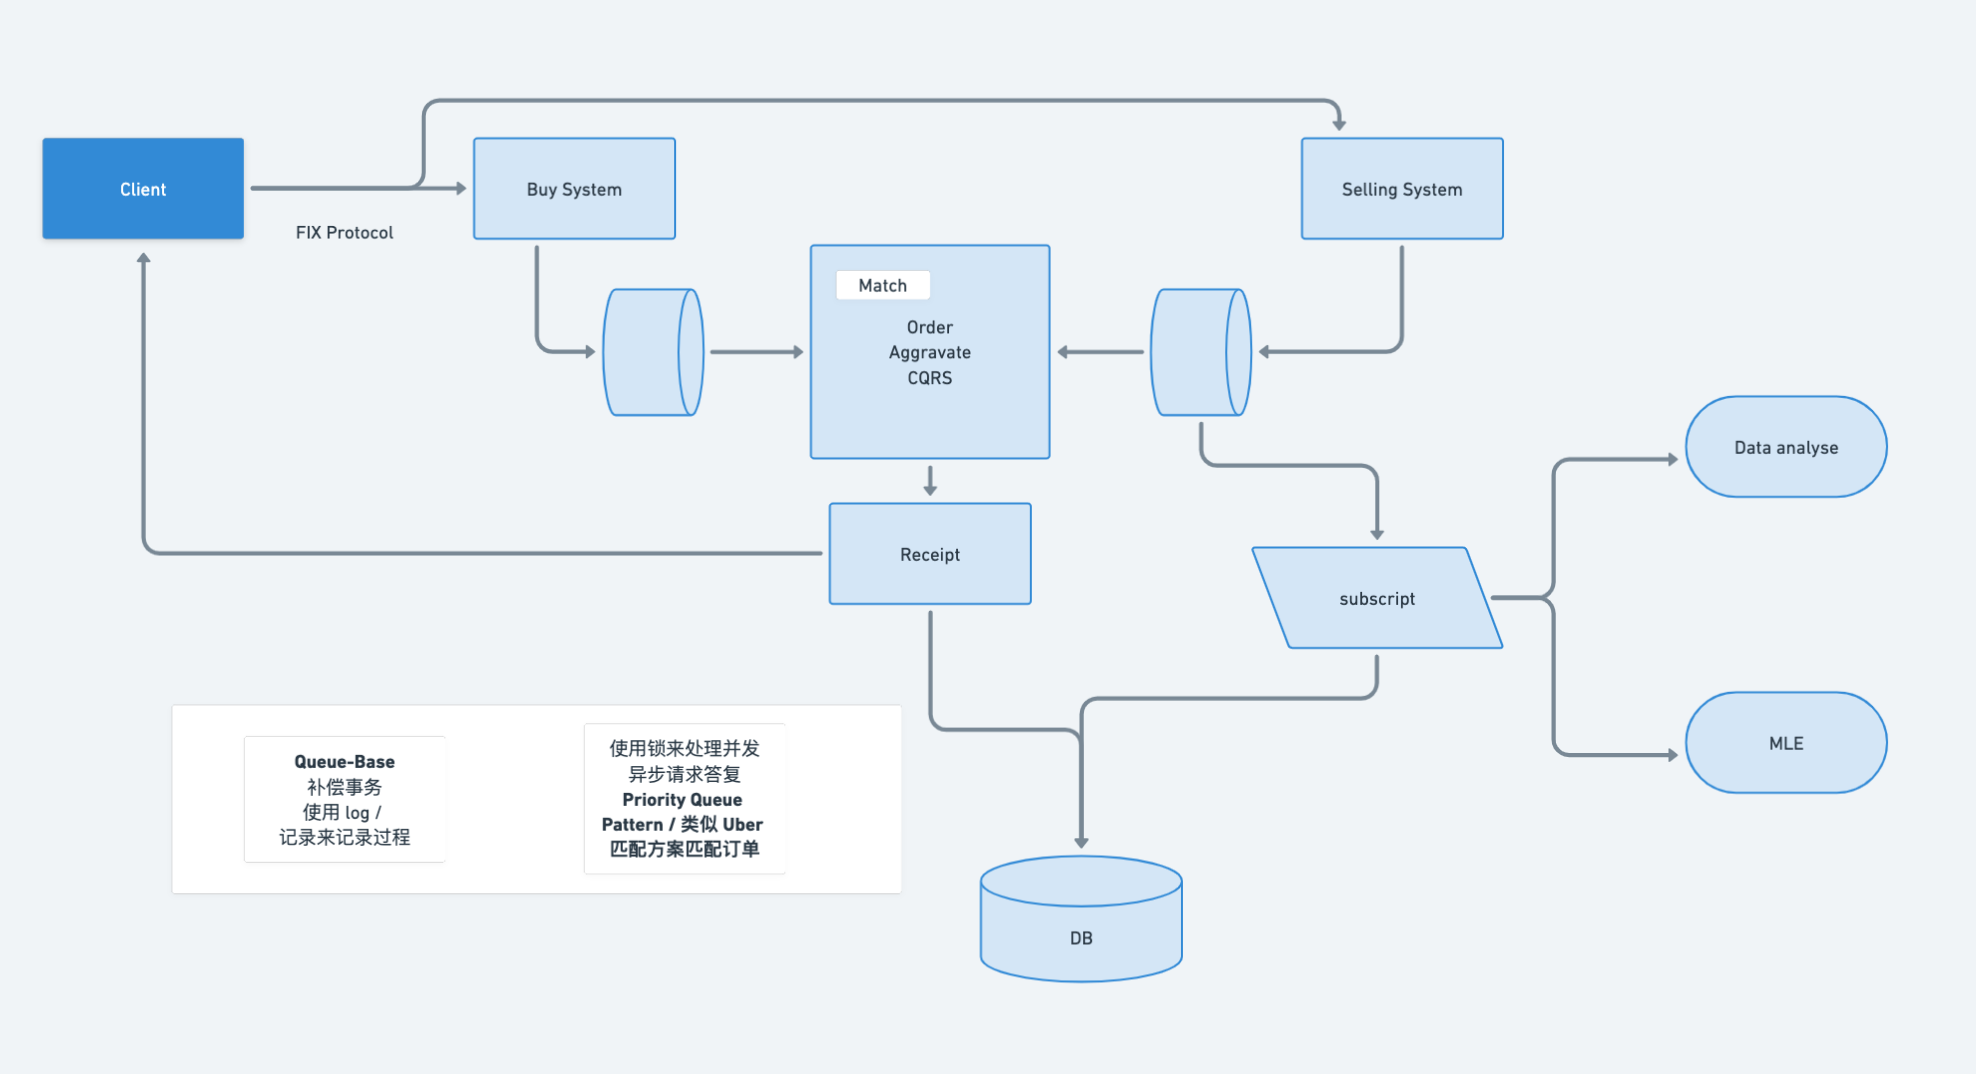 Client
Buy System
Selling System
FIX Protocol
Match
Order
Aggravate
CQRS
Data analyse
Receipt
subscript
MLE
Queue-Base
补偿事务
使用 log /
记录来记录过程
使用锁来处理并发
异步请求答复
Priority Queue
Pattern / 类似 Uber
匹配方案匹配订单
DB